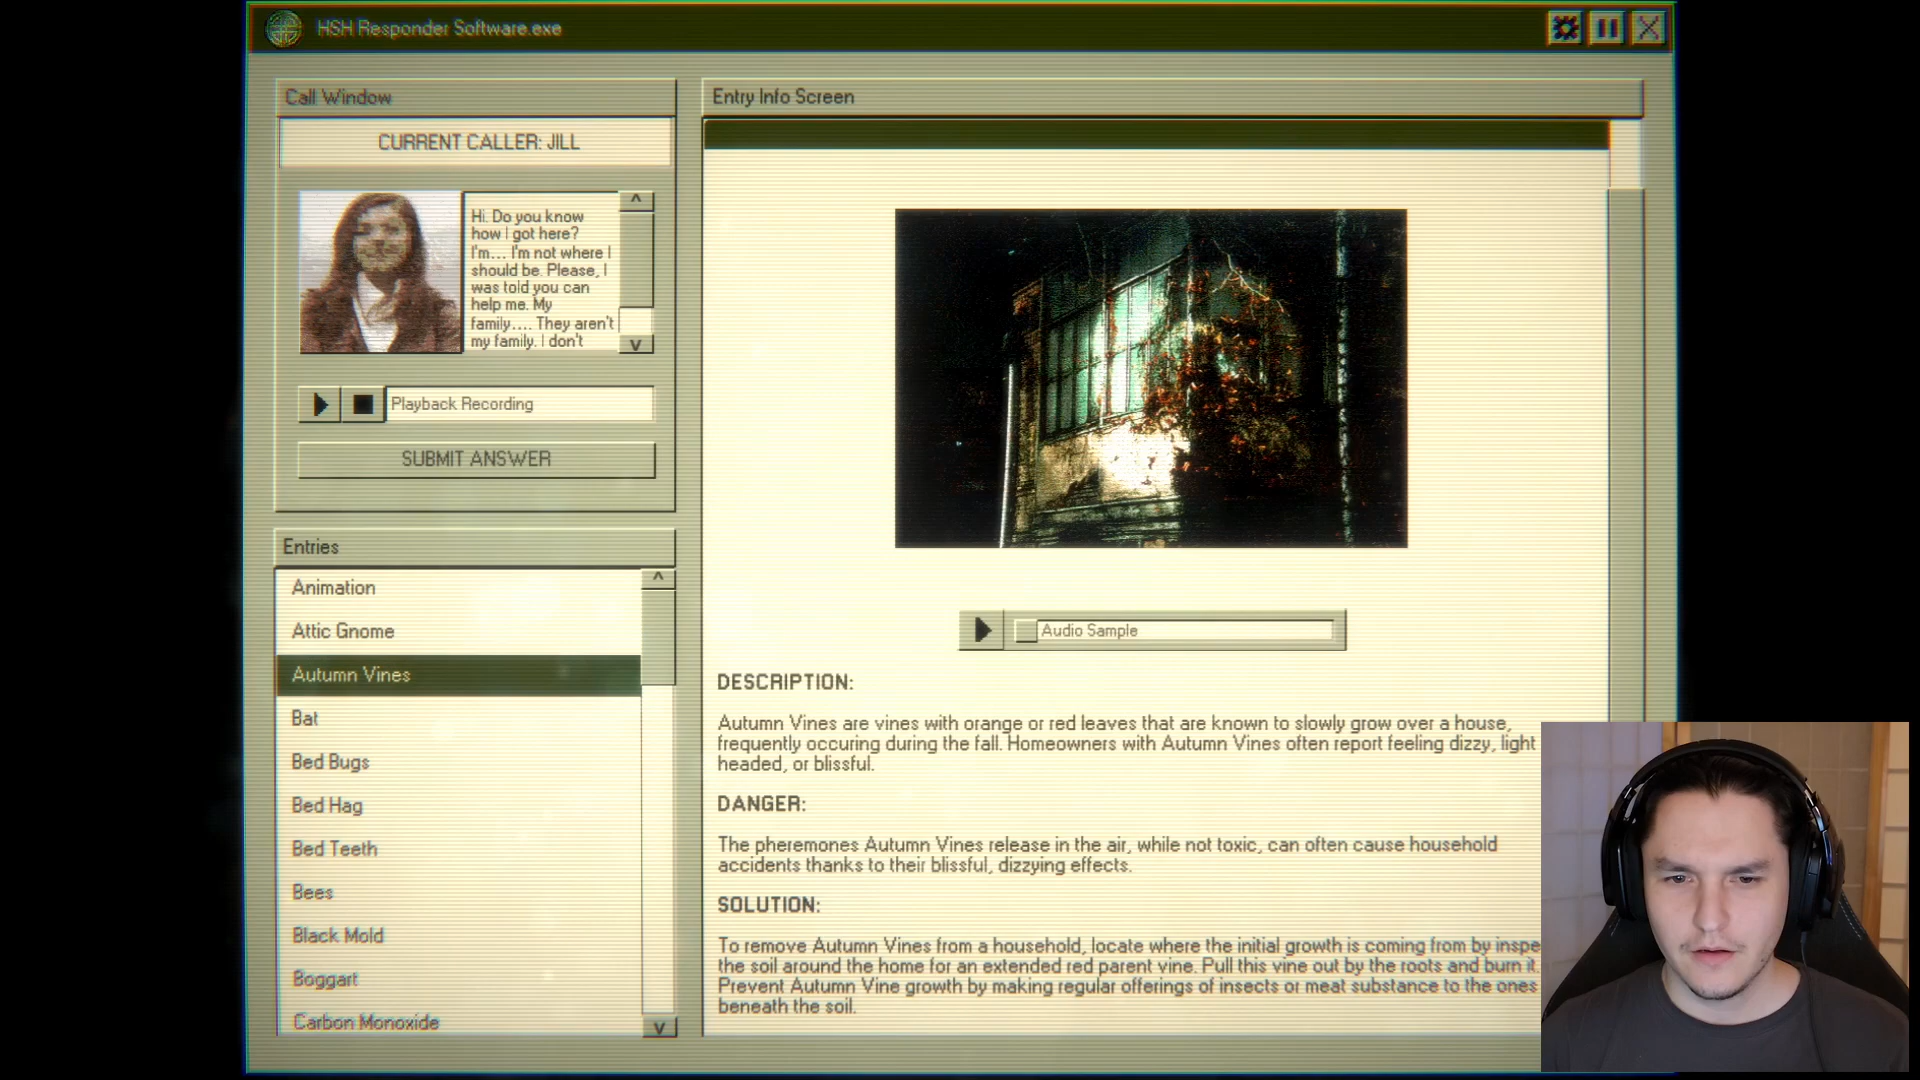 HSH Responder Software.exe
Call Window
CURRENT CALLER: JILL
Hi. Do you know
how I got here?
I'm... I'm not where I
should be. Please, I
was told you can
help me. My
family.... They aren't
my family. I don't
Playback Recording
SUBMIT ANSWER
Entries
Animation
Attic Gnome
Autumn Vines
Bat
Bed Bugs
Bed Hag
Bed Teeth
Bees
Black Mold
Boggart
Carbon Monoxide
Entry Info Screen
Audio Sample
DESCRIPTION:
Autumn Vines are vines with orange or red leaves that are known to slowly grow over a house,
frequently occuring during the fall. Homeowners with Autumn Vines often report feeling dizzy, light
headed, or blissful.
DANGER:
The pheremones Autumn Vines release in the air, while not toxic, can often cause household
accidents thanks to their blissful, dizzying effects.
SOLUTION:
To remove Autumn Vines from a household, locate where the initial growth is coming from by inspe
the soil around the home for an extended red parent vine. Pull this vine out by the roots and burn it.
Prevent Autumn Vine growth by making regular offerings of insects or meat substance to the ones
beneath the soil.